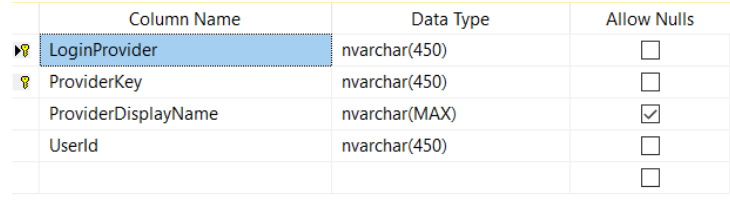 Column Name Data Type Allow Nulls
LoginProvider nvarchar(450)
ProviderKey nvarchar(450)
ProviderDisplayName nvarchar(MAX)
UserId nvarchar(450)